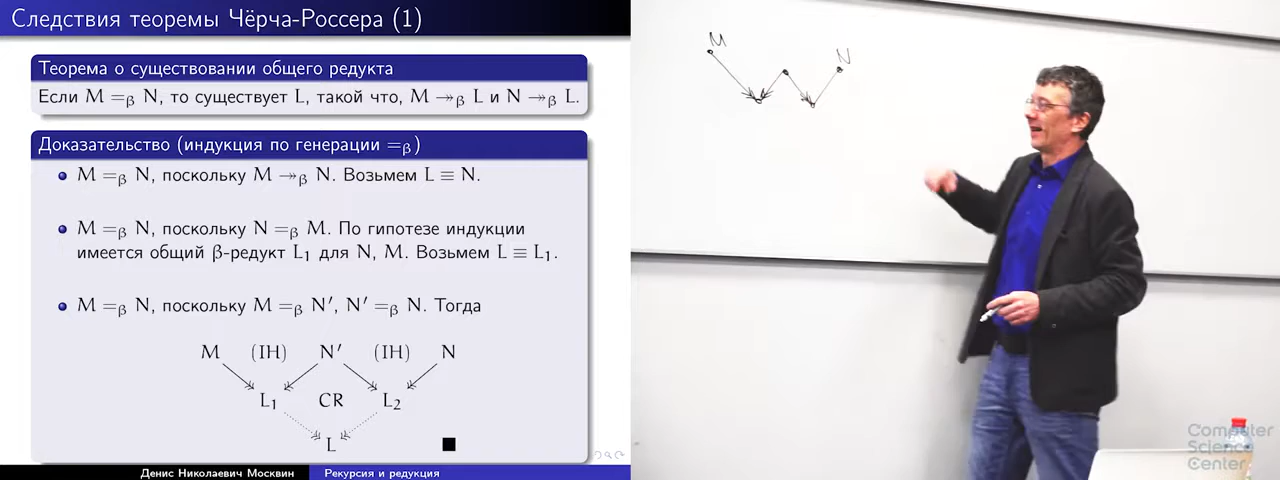 Следствия теоремы Чёрча-Россера (1)
Теорема о существовании общего редукта
Если M =β N, то существует L, такой что, M ↠β L и N ↠β L.
Доказательство (индукция по генерации =β)
M =β N, поскольку M ↠β N. Возьмем L ≡ N.
M =β N, поскольку N =β M. По гипотезе индукции
имеется общий β-редукт L₁ для N, M. Возьмем L ≡ L₁.
M =β N, поскольку M =β N′, N′ =β N. Тогда
M (IH) N′ (IH) N
L₁ CR L₂
L
Денис Николаевич Москвин Рекурсия и редукция
M
N
Computer
Science
Center